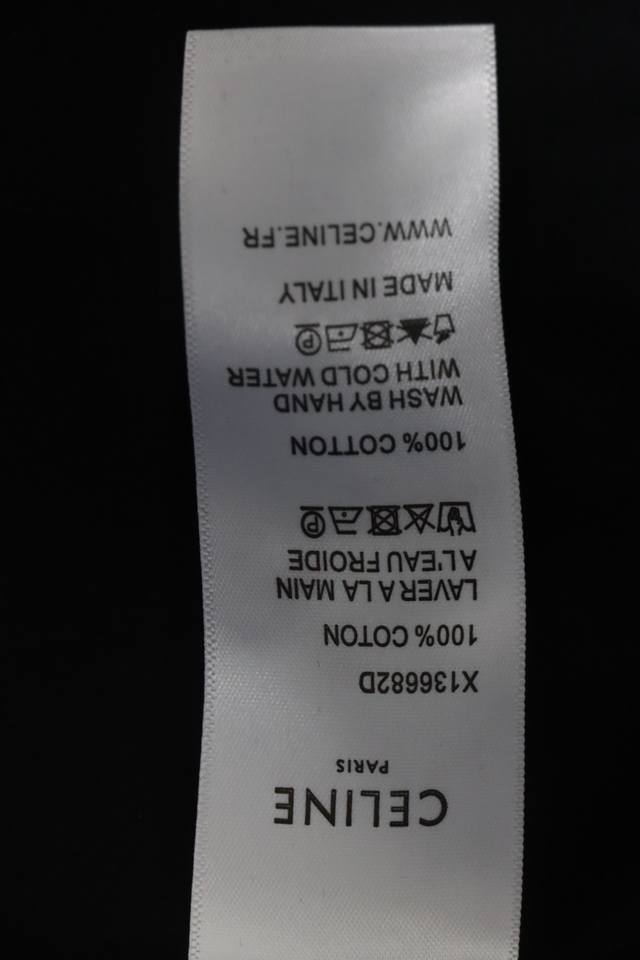 CELINE
PARIS
X136682D
100% COTON
LAVER A LA MAIN
A L'EAU FROIDE
100% COTTON
WASH BY HAND
WITH COLD WATER
MADE IN ITALY
WWW.CELINE.FR